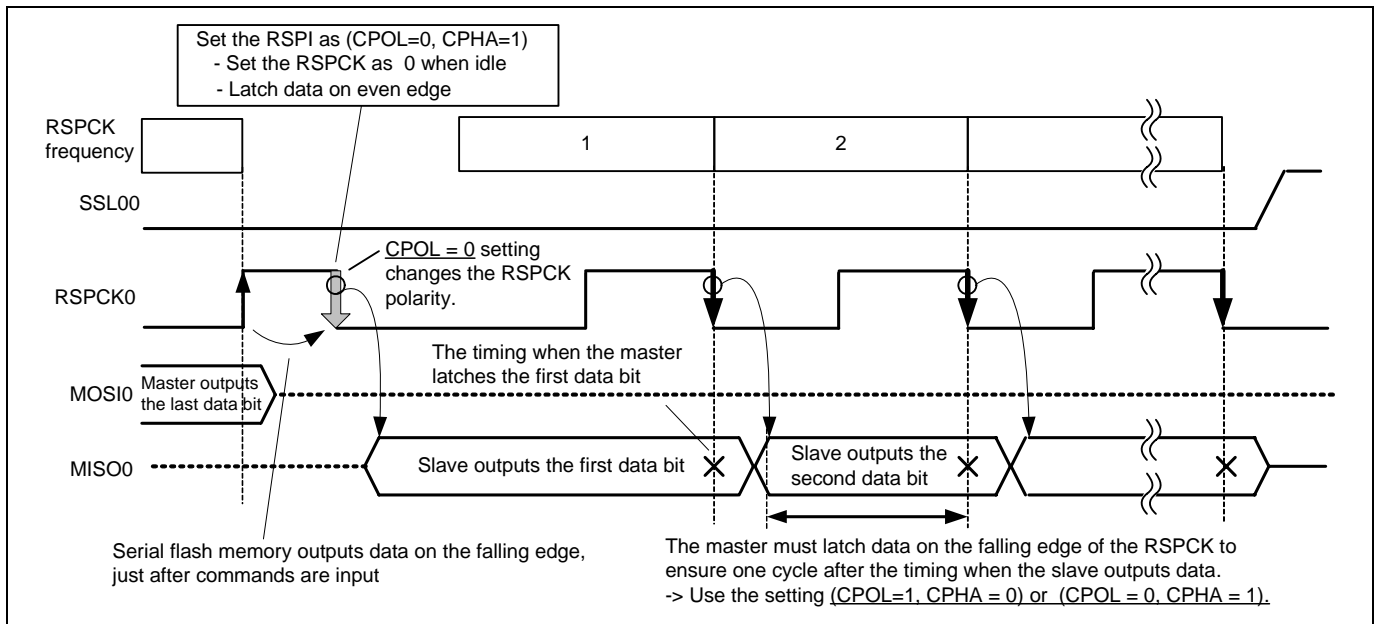 Set the RSPI as (CPOL=0, CPHA=1)
- Set the RSPCK as 0 when idle
- Latch data on even edge
RSPCK
frequency
1
2
SSL00
CPOL = 0 setting
changes the RSPCK
polarity.
RSPCK0
The timing when the master
latches the first data bit
MOSI0
Master outputs
the last data bit
MISO0
Slave outputs the first data bit
Slave outputs the
second data bit
Serial flash memory outputs data on the falling edge,
just after commands are input
The master must latch data on the falling edge of the RSPCK to
ensure one cycle after the timing when the slave outputs data.
-> Use the setting (CPOL=1, CPHA = 0) or (CPOL = 0, CPHA = 1).